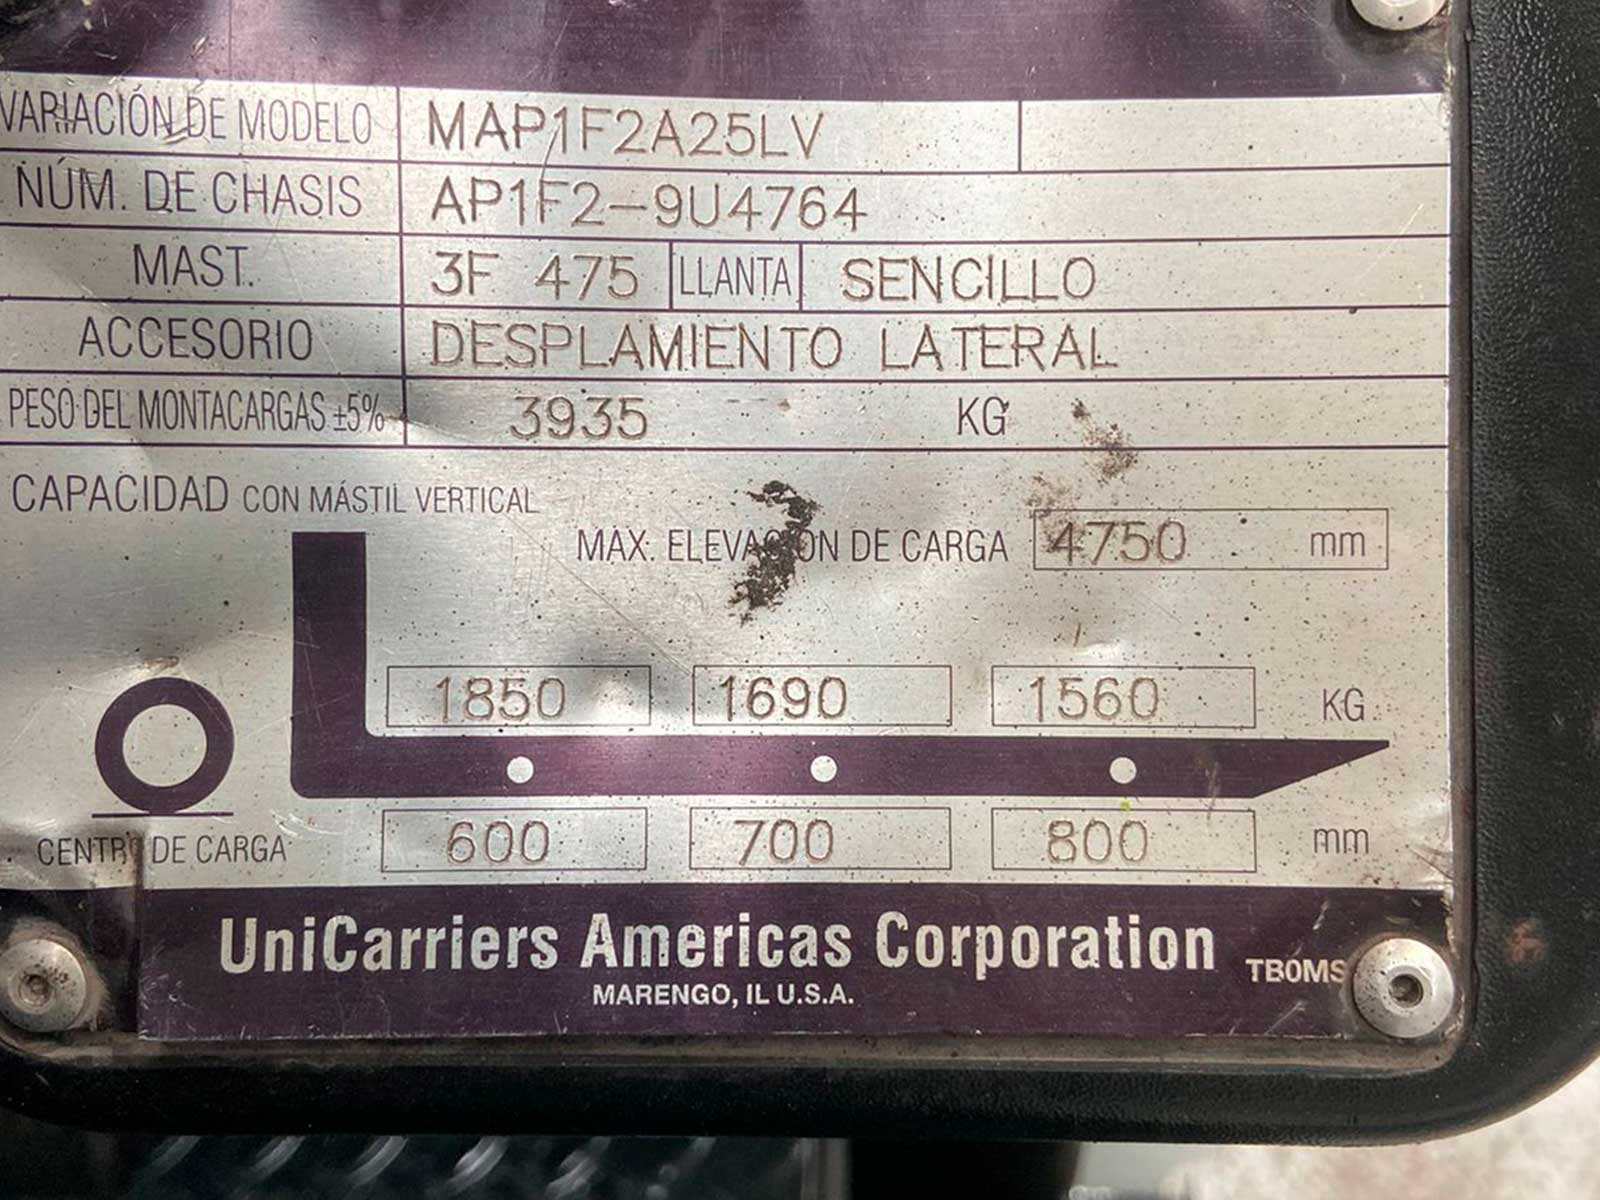 VARIACIÓN DE MODELO MAP1F2A25LV
NÚM. DE CHASIS AP1F2-9U4764
MAST. 3F 475 LLANTA SENCILLO
ACCESORIO DESPLAMIENTO LATERAL
PESO DEL MONTACARGAS ±5% 3935 KG
CAPACIDAD CON MÁSTIL VERTICAL
MAX. ELEVACIÓN DE CARGA 4750 mm
1850 1690 1560 KG
CENTRO DE CARGA 600 700 800 mm
UniCarriers Americas Corporation
TB0MS
MARENGO, IL U.S.A.